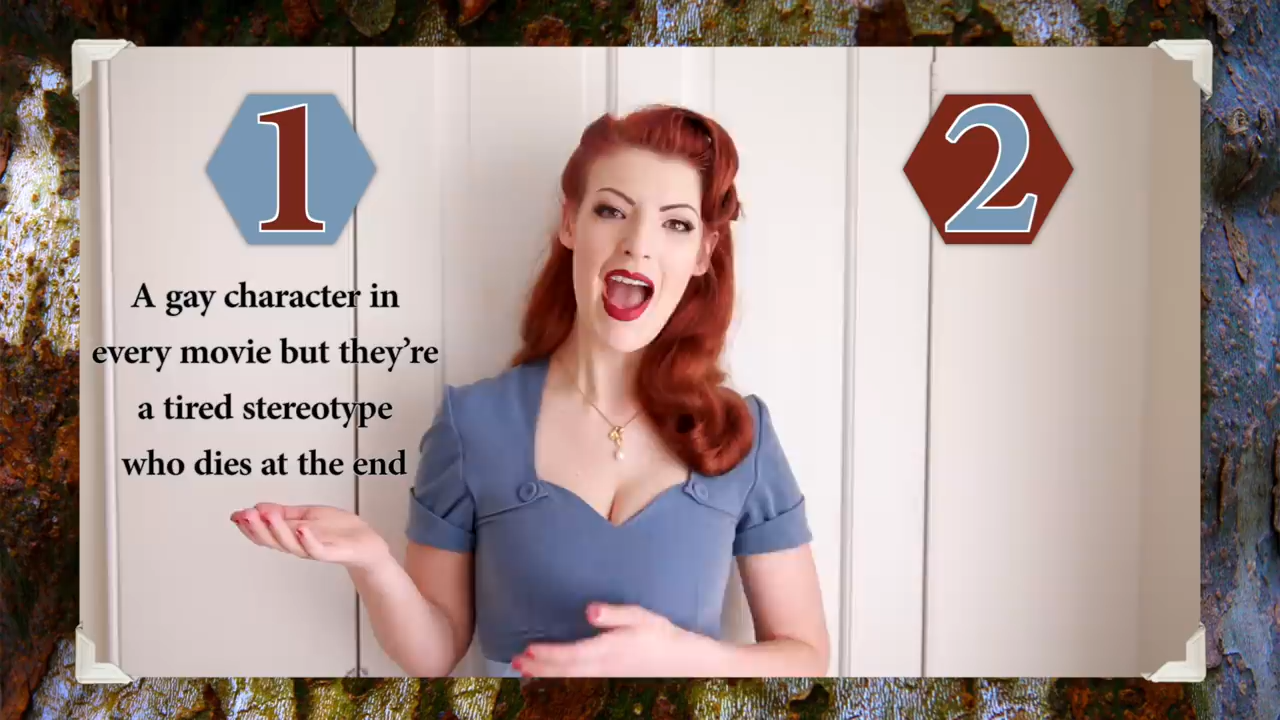 1
2
A gay character in
every movie but they’re
a tired stereotype
who dies at the end